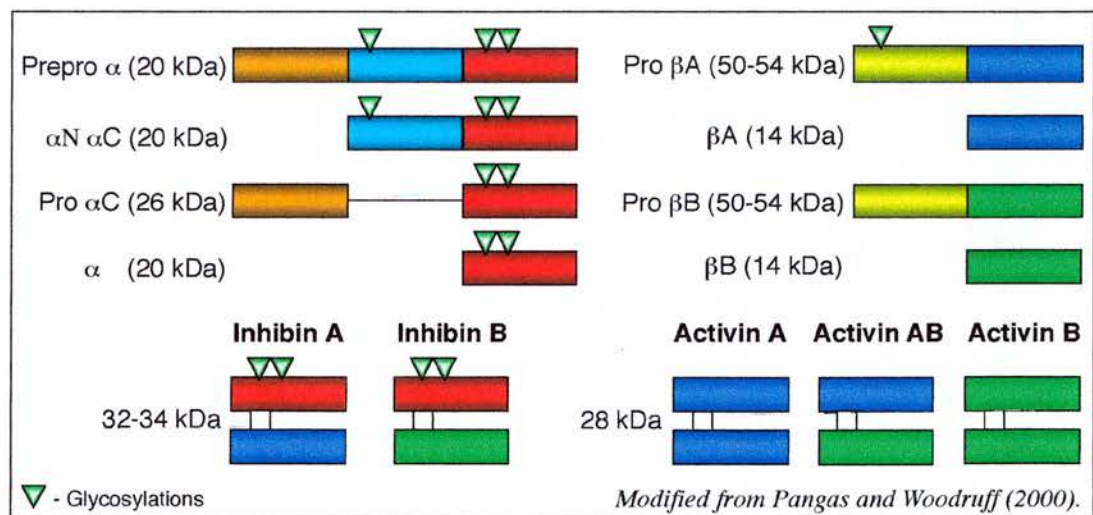 Prepro α (20 kDa)
αN αC (20 kDa)
Pro αC (26 kDa)
α (20 kDa)
Pro βA (50-54 kDa)
βA (14 kDa)
Pro βB (50-54 kDa)
βB (14 kDa)
Inhibin A
Inhibin B
32-34 kDa
Activin A
Activin AB
Activin B
28 kDa
- Glycosylations
Modified from Pangas and Woodruff (2000).